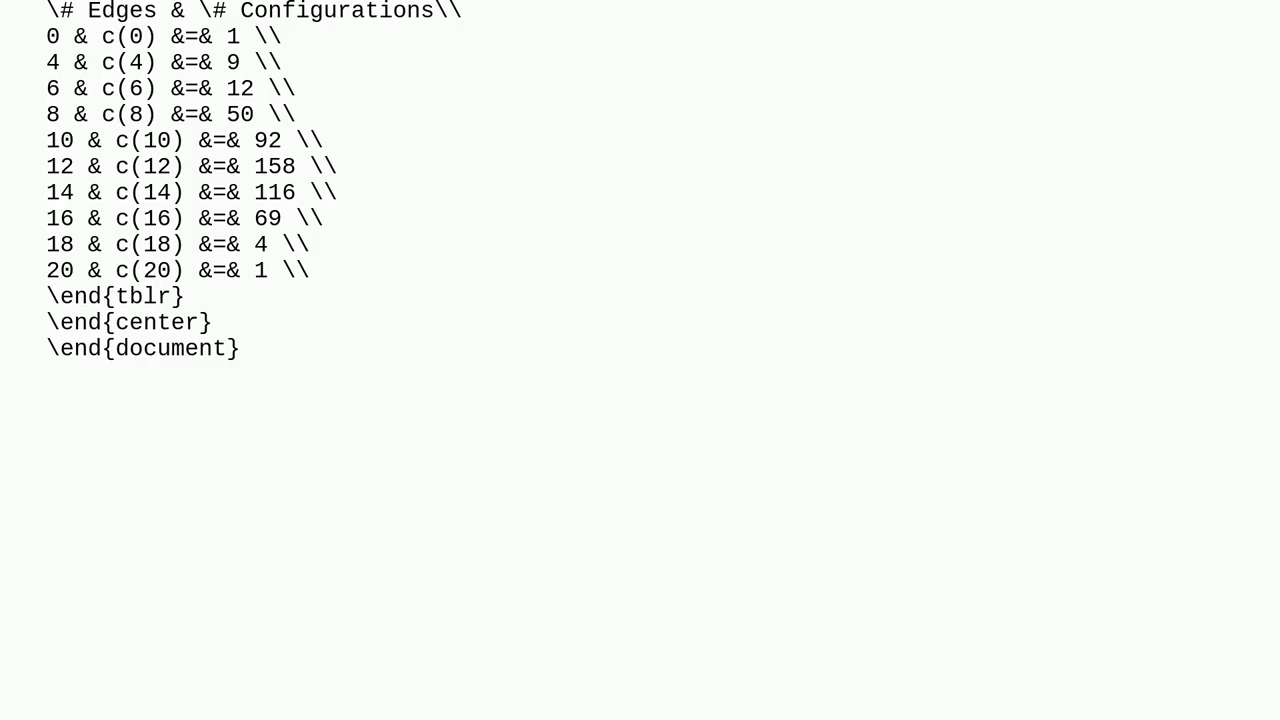 \# Edges & \# Configurations\\
0 & c(0) &=& 1 \\
4 & c(4) &=& 9 \\
6 & c(6) &=& 12 \\
8 & c(8) &=& 50 \\
10 & c(10) &=& 92 \\
12 & c(12) &=& 158 \\
14 & c(14) &=& 116 \\
16 & c(16) &=& 69 \\
18 & c(18) &=& 4 \\
20 & c(20) &=& 1 \\
\end{tblr}
\end{center}
\end{document}